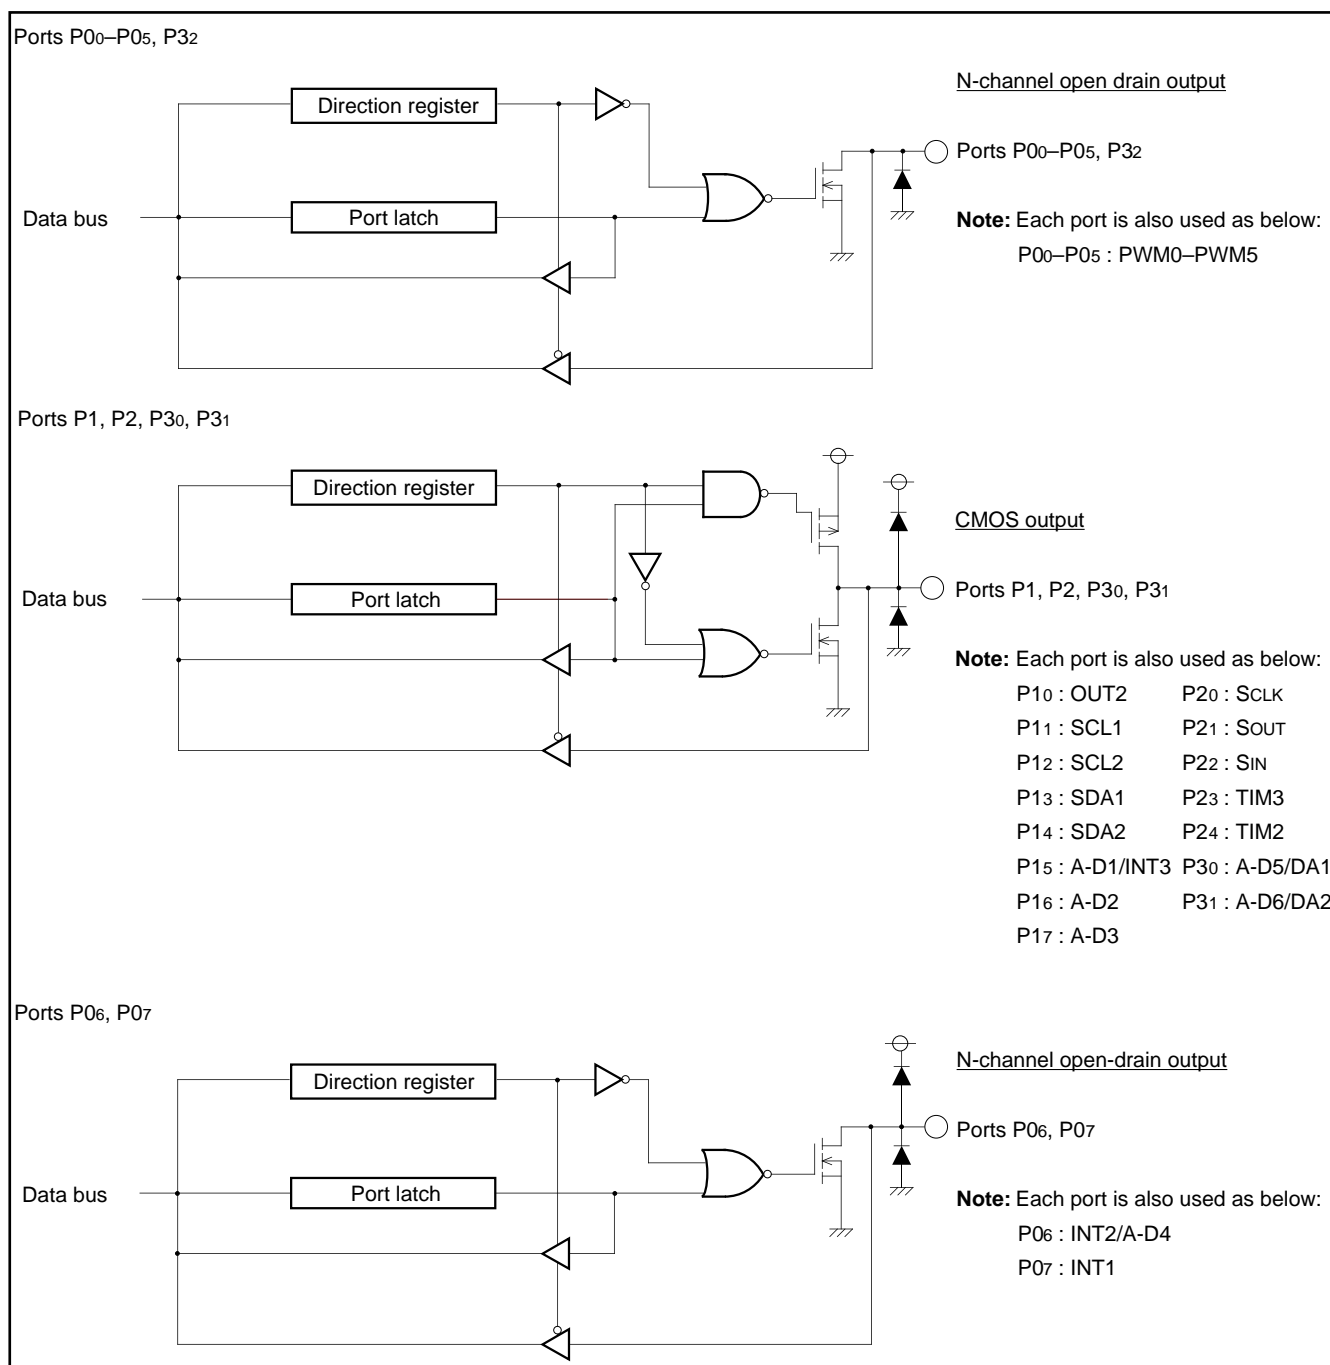 Ports P00–P05, P32
N-channel open drain output
Direction register
Ports P00–P05, P32
Data bus
Port latch
Note: Each port is also used as below:
P00–P05 : PWM0–PWM5
Ports P1, P2, P30, P31
Direction register
CMOS output
Data bus
Port latch
Ports P1, P2, P30, P31
Note: Each port is also used as below:
P10 : OUT2 P20 : SCLK
P11 : SCL1 P21 : SOUT
P12 : SCL2 P22 : SIN
P13 : SDA1 P23 : TIM3
P14 : SDA2 P24 : TIM2
P15 : A-D1/INT3 P30 : A-D5/DA1
P16 : A-D2 P31 : A-D6/DA2
P17 : A-D3
Ports P06, P07
N-channel open-drain output
Direction register
Ports P06, P07
Data bus
Port latch
Note: Each port is also used as below:
P06 : INT2/A-D4
P07 : INT1